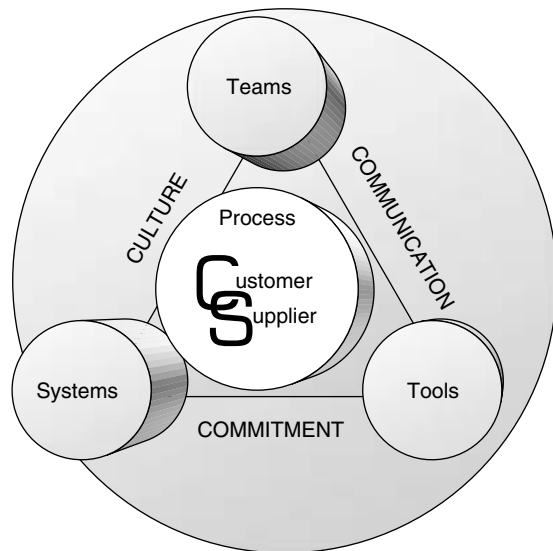 Teams
CULTURE
COMMUNICATION
Process
Customer
Supplier
Systems
Tools
COMMITMENT